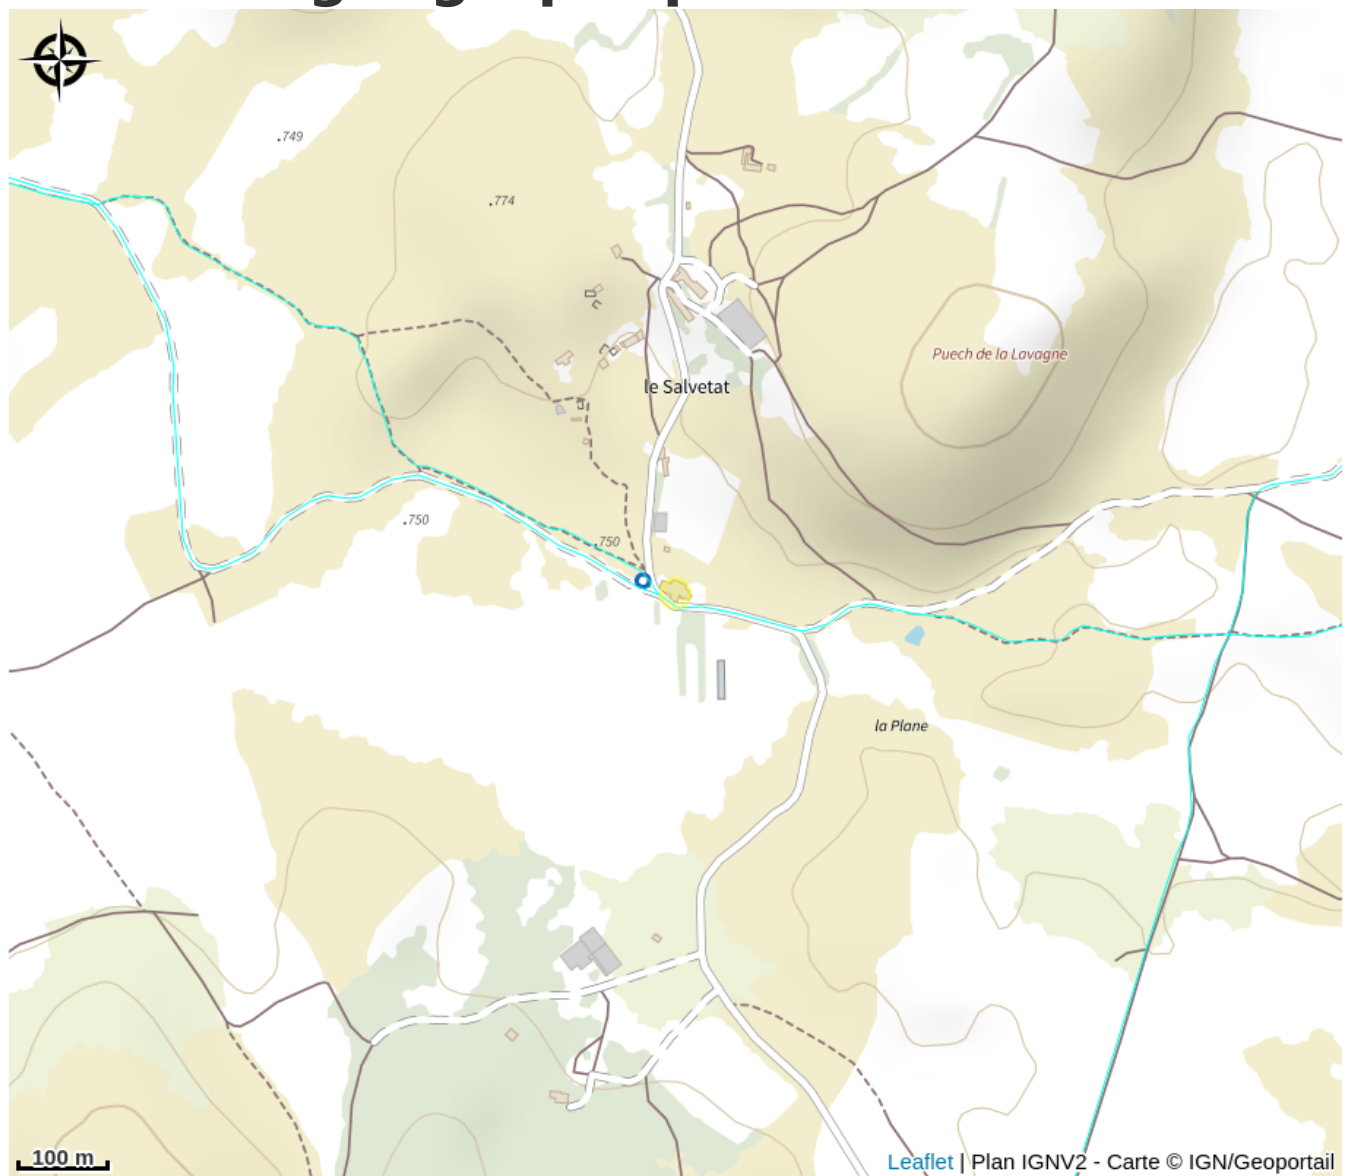 .749
.774
Puech de la Lavagne
le Salvetat
.750
.750
la Plane
100 m
Leaflet | Plan IGNV2 - Carte © IGN/Geoportail